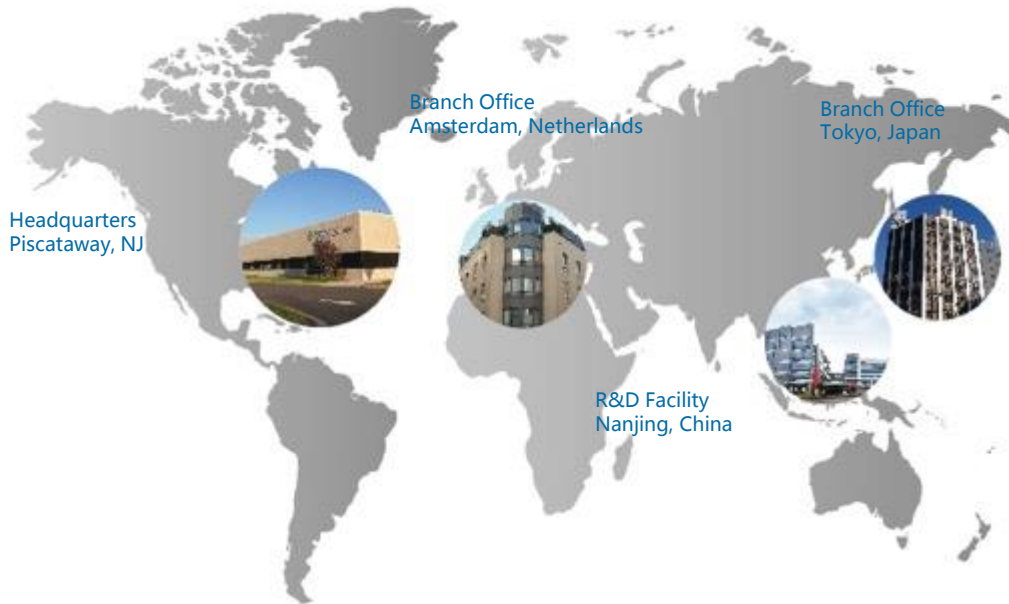 Branch Office
Amsterdam, Netherlands
Branch Office
Tokyo, Japan
Headquarters
Piscataway, NJ
R&D Facility
Nanjing, China